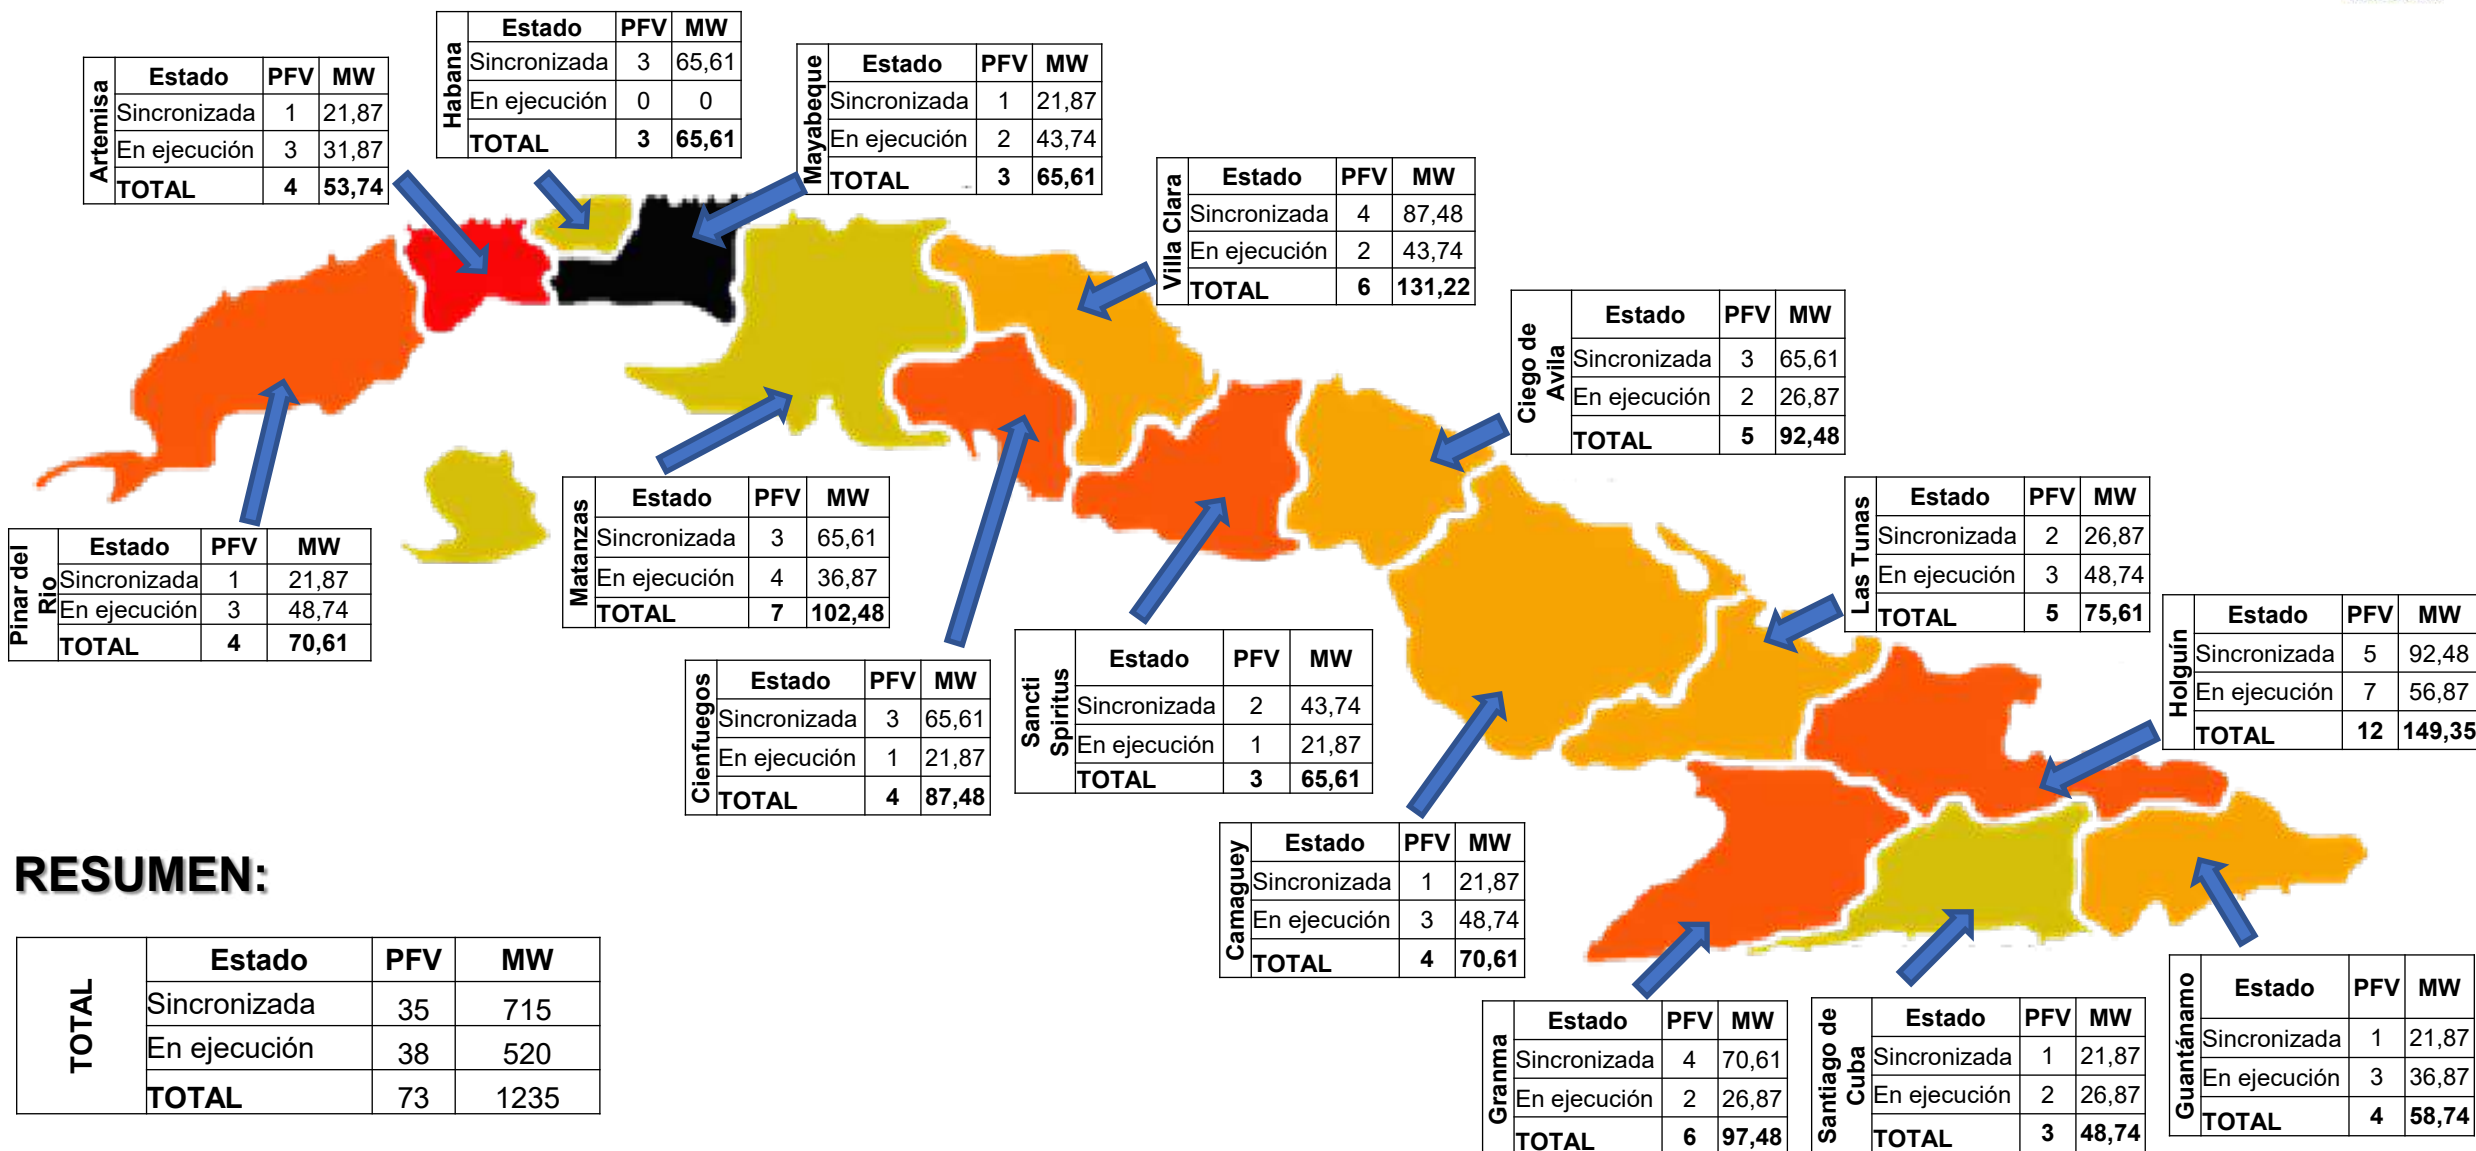 Habana
Estado PFV MW
Sincronizada 3 65,61
En ejecución 0 0
TOTAL 3 65,61
Artemisa
Estado PFV MW
Sincronizada 1 21,87
En ejecución 3 31,87
TOTAL 4 53,74
Mayabeque
Estado PFV MW
Sincronizada 1 21,87
En ejecución 2 43,74
TOTAL 3 65,61
Villa Clara
Estado PFV MW
Sincronizada 4 87,48
En ejecución 2 43,74
TOTAL 6 131,22
Ciego de
Avila
Estado PFV MW
Sincronizada 3 65,61
En ejecución 2 26,87
TOTAL 5 92,48
Pinar del
Rio
Estado PFV MW
Sincronizada 1 21,87
En ejecución 3 48,74
TOTAL 4 70,61
Matanzas
Estado PFV MW
Sincronizada 3 65,61
En ejecución 4 36,87
TOTAL 7 102,48
Las Tunas
Estado PFV MW
Sincronizada 2 26,87
En ejecución 3 48,74
TOTAL 5 75,61
Holguín
Estado PFV MW
Sincronizada 5 92,48
En ejecución 7 56,87
TOTAL 12 149,35
Cienfuegos
Estado PFV MW
Sincronizada 3 65,61
En ejecución 1 21,87
TOTAL 4 87,48
Sancti
Spiritus
Estado PFV MW
Sincronizada 2 43,74
En ejecución 1 21,87
TOTAL 3 65,61
Camaguey
Estado PFV MW
Sincronizada 1 21,87
En ejecución 3 48,74
TOTAL 4 70,61
RESUMEN:
TOTAL
Estado PFV MW
Sincronizada 35 715
En ejecución 38 520
TOTAL 73 1235
Granma
Estado PFV MW
Sincronizada 4 70,61
En ejecución 2 26,87
TOTAL 6 97,48
Santiago de
Cuba
Estado PFV MW
Sincronizada 1 21,87
En ejecución 2 26,87
TOTAL 3 48,74
Guantánamo
Estado PFV MW
Sincronizada 1 21,87
En ejecución 3 36,87
TOTAL 4 58,74